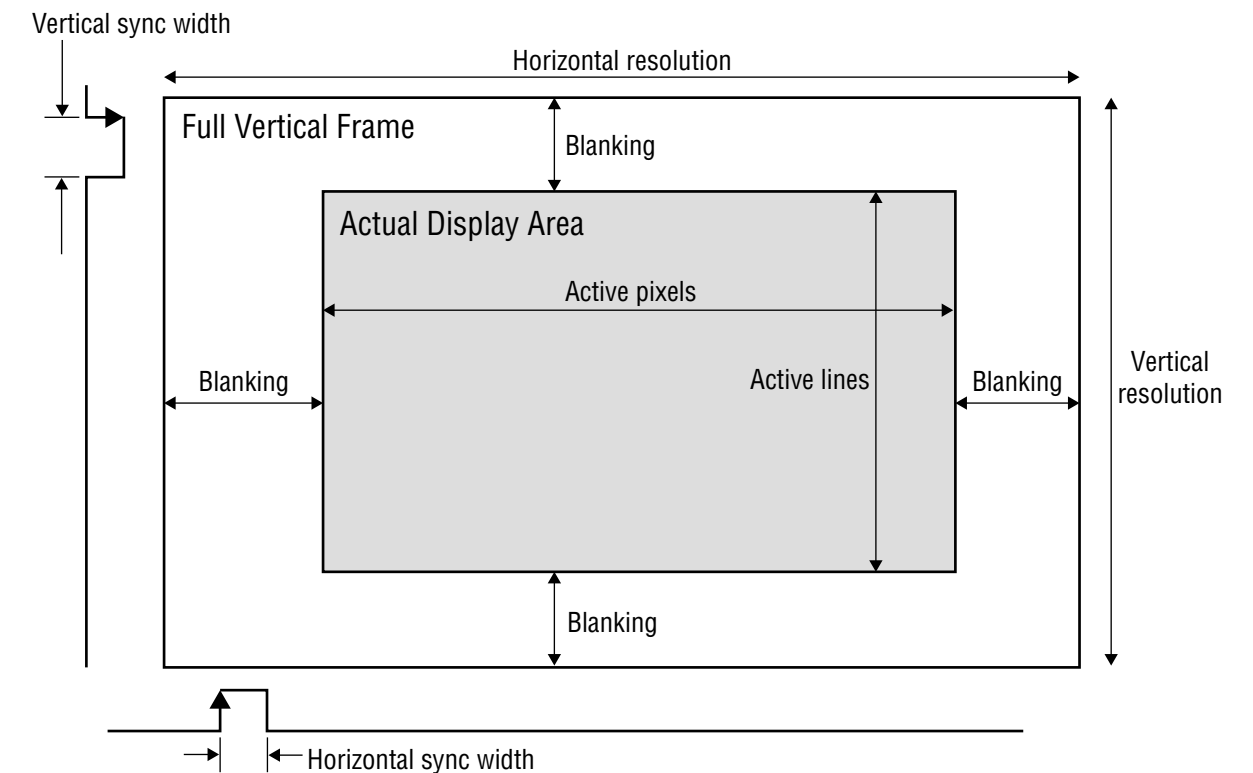 Vertical sync width
Horizontal resolution
Full Vertical Frame
Blanking
Actual Display Area
Active pixels
Blanking
Active lines
Blanking
Vertical
resolution
Blanking
Horizontal sync width